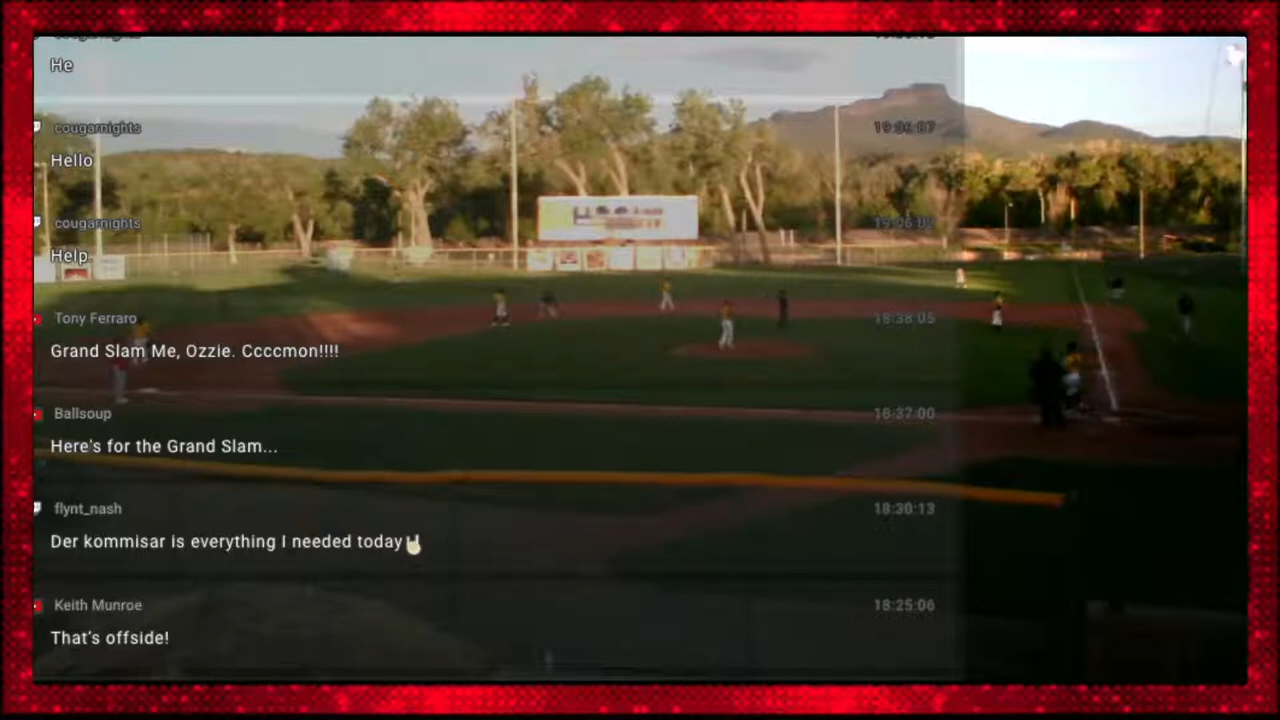 He
cougarnights 19:06:07
Hello
cougarnights 19:06:02
Help.
Tony Ferraro 18:38:05
Grand Slam Me, Ozzie. Ccccmon!!!!
Ballsoup 18:37:00
Here's for the Grand Slam...
flynt_nash 18:30:13
Der kommisar is everything I needed today🤘
Keith Munroe 18:25:06
That's offside!